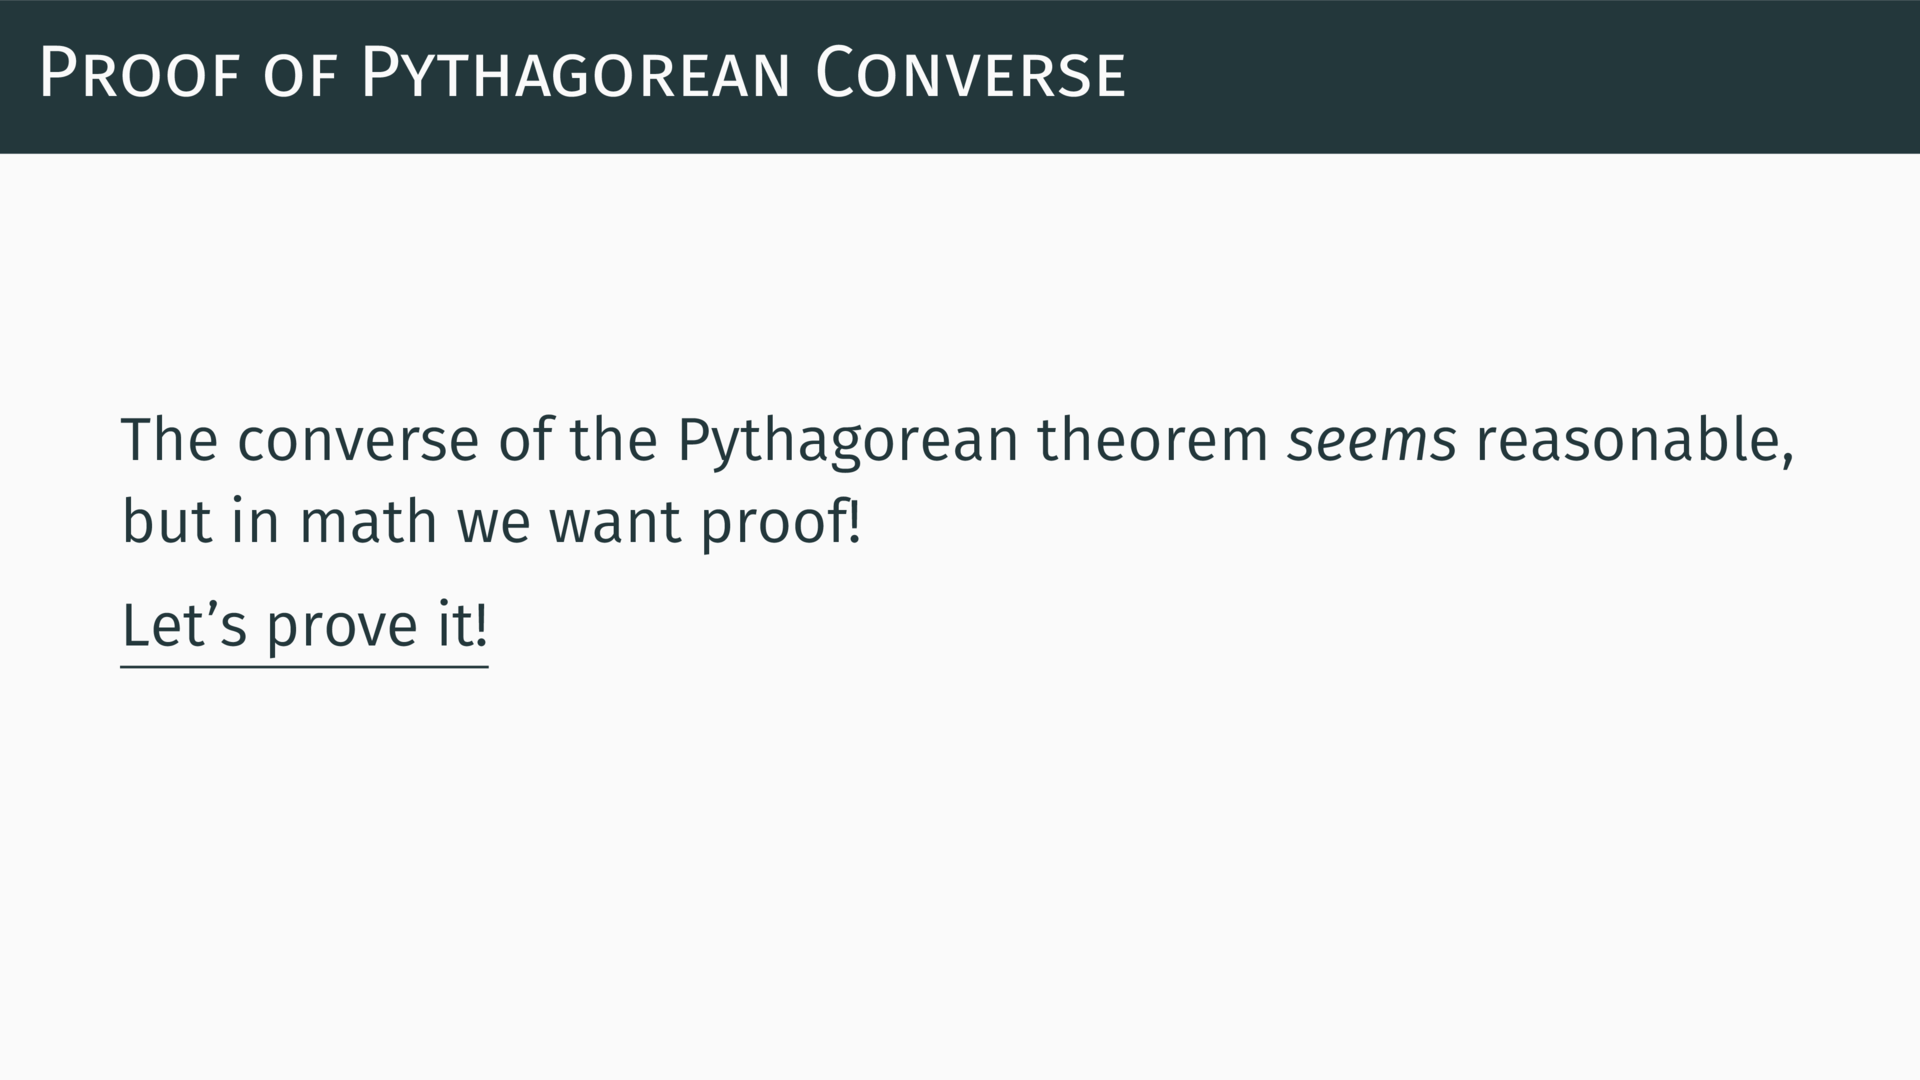 Proof of Pythagorean Converse
The converse of the Pythagorean theorem seems reasonable,
but in math we want proof!
Let’s prove it!